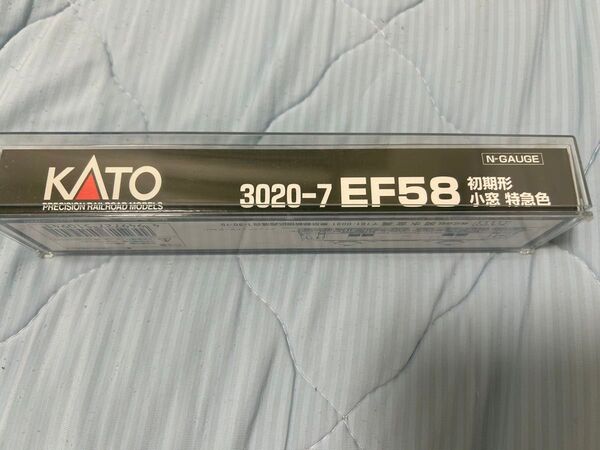 KATO
PRECISION RAILROAD MODELS
3020-7 EF58 初期形
小窓 特急色
N-GAUGE